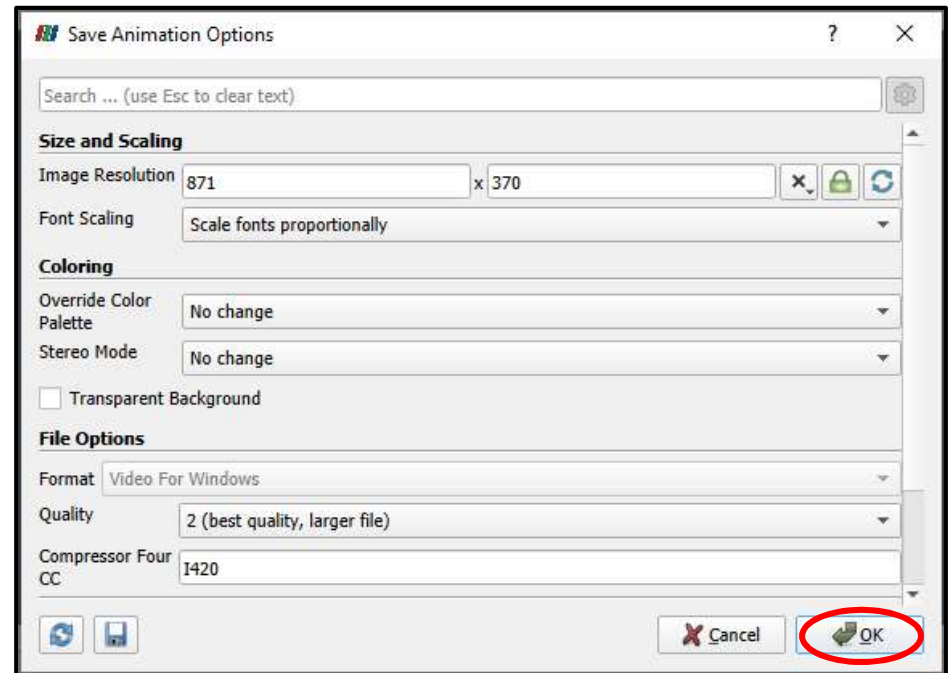 Save Animation Options ?
Search ... (use Esc to clear text)
Size and Scaling
Image Resolution 871 x 370
Font Scaling Scale fonts proportionally
Coloring
Override Color
Palette No change
Stereo Mode No change
Transparent Background
File Options
Format Video For Windows
Quality 2 (best quality, larger file)
Compressor Four
CC I420
Cancel OK